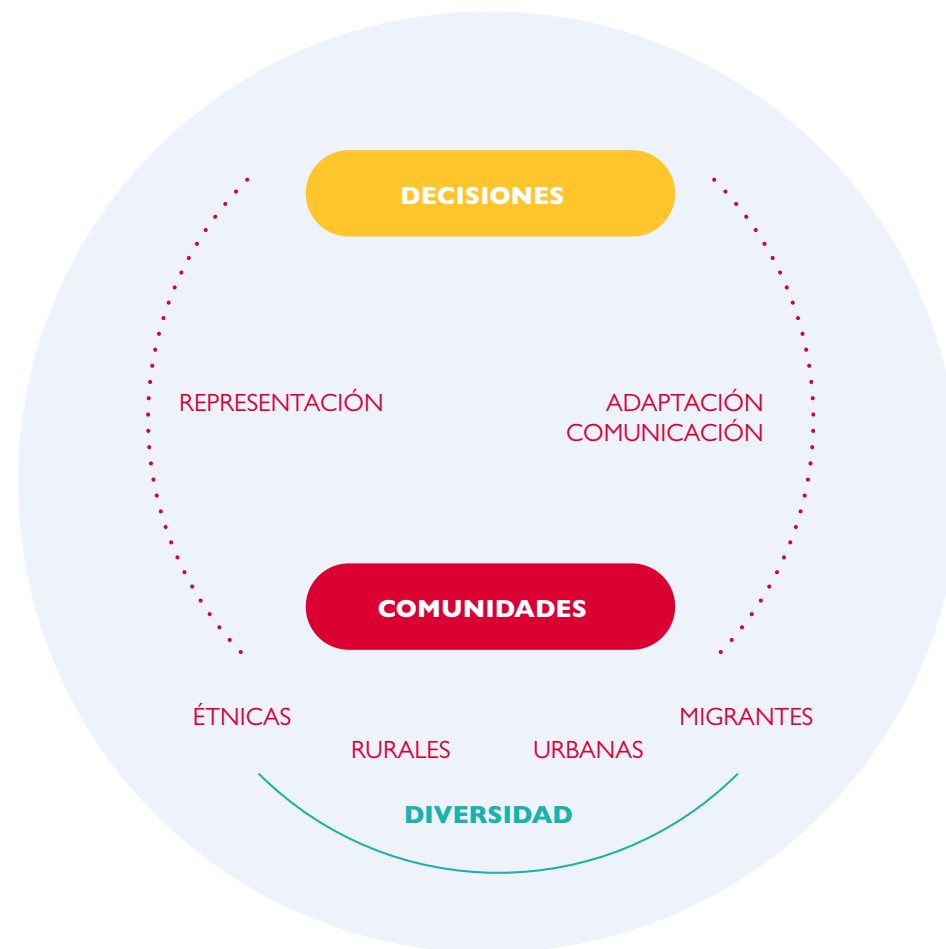 DECISIONES
REPRESENTACIÓN
ADAPTACIÓN
COMUNICACIÓN
COMUNIDADES
ÉTNICAS
MIGRANTES
RURALES
URBANAS
DIVERSIDAD